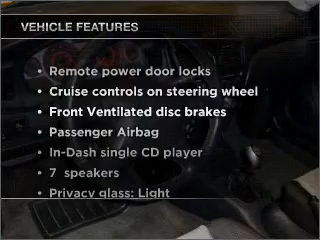 VEHICLE FEATURES
• Remote power door locks
• Cruise controls on steering wheel
• Front Ventilated disc brakes
• Passenger Airbag
• In-Dash single CD player
• 7 speakers
• Privacy glass: Light